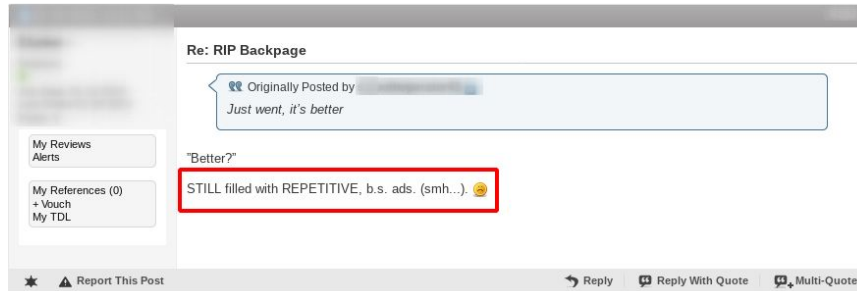 Re: RIP Backpage
Originally Posted by
Just went, it's better
My Reviews
Alerts
My References (0)
+ Vouch
My TDL
"Better?"
STILL filled with REPETITIVE, b.s. ads. (smh...).
Report This Post
Reply
Reply With Quote
Multi-Quote